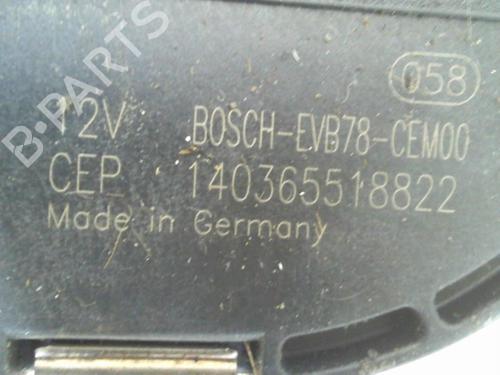 058
12V BOSCH-EVB78-CEM00
CEP 140365518822
Made in Germany
B-PARTS